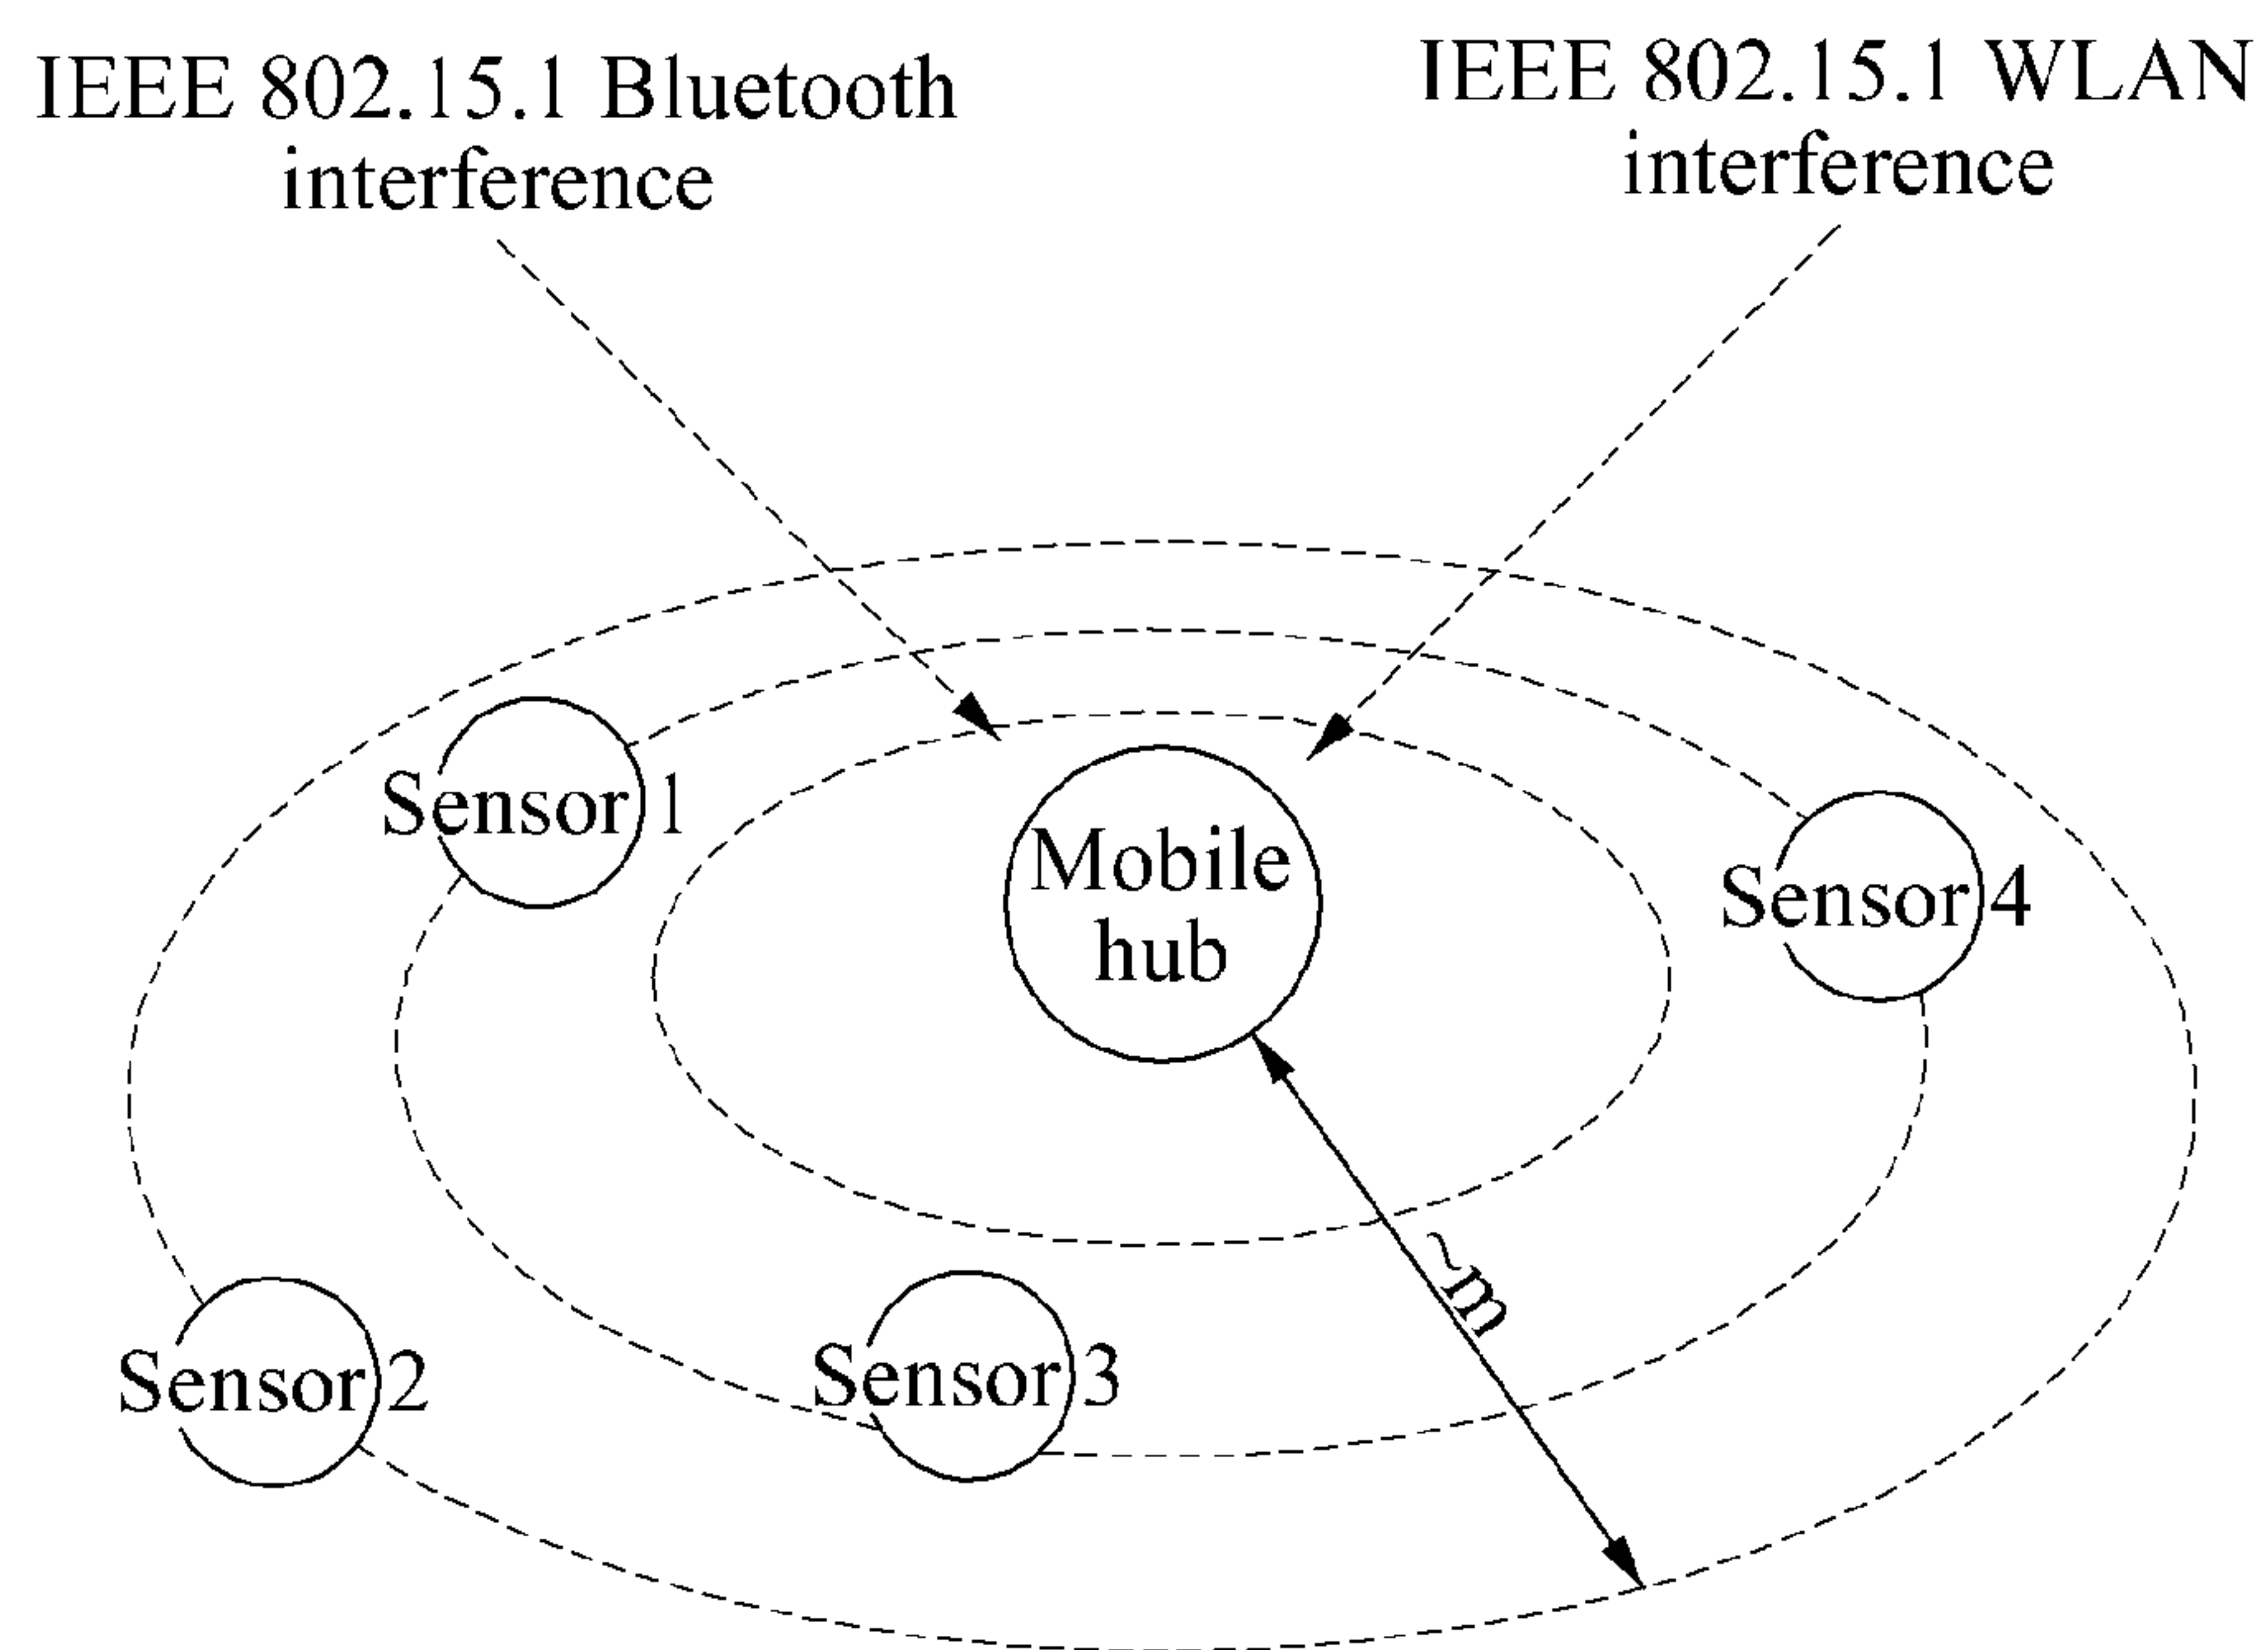 IEEE 802.15.1 Bluetooth
interference
IEEE 802.15.1 WLAN
interference
Sensor 1
Mobile
hub
Sensor 4
~m
Sensor 2
Sensor 3